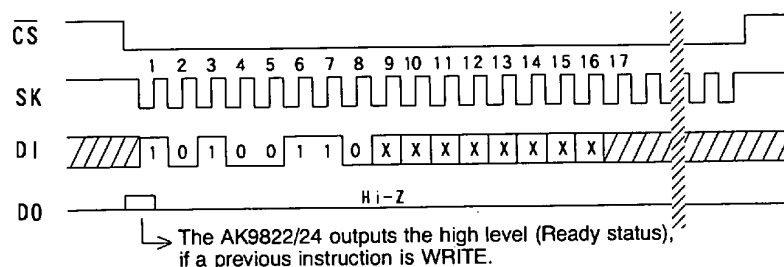 CS
1 2 3 4 5 6 7 8 9 10 11 12 13 14 15 16 17
SK
DI 1 0 1 0 0 1 1 0 X X X X X X X X
Hi-Z
DO
The AK9822/24 outputs the high level (Ready status),
if a previous instruction is WRITE.